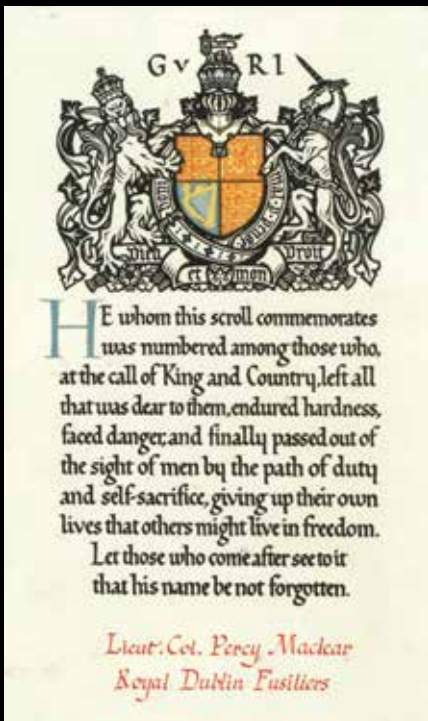 G V R I
Dieu et mon Droit
HE whom this scroll commemorates
was numbered among those who,
at the call of King and Country, left all
that was dear to them, endured hardness,
faced danger, and finally passed out of
the sight of men by the path of duty
and self-sacrifice, giving up their own
lives that others might live in freedom.
Let those who come after see to it
that his name be not forgotten.
Lieut. Col. Percy Maclear
Royal Dublin Fusiliers